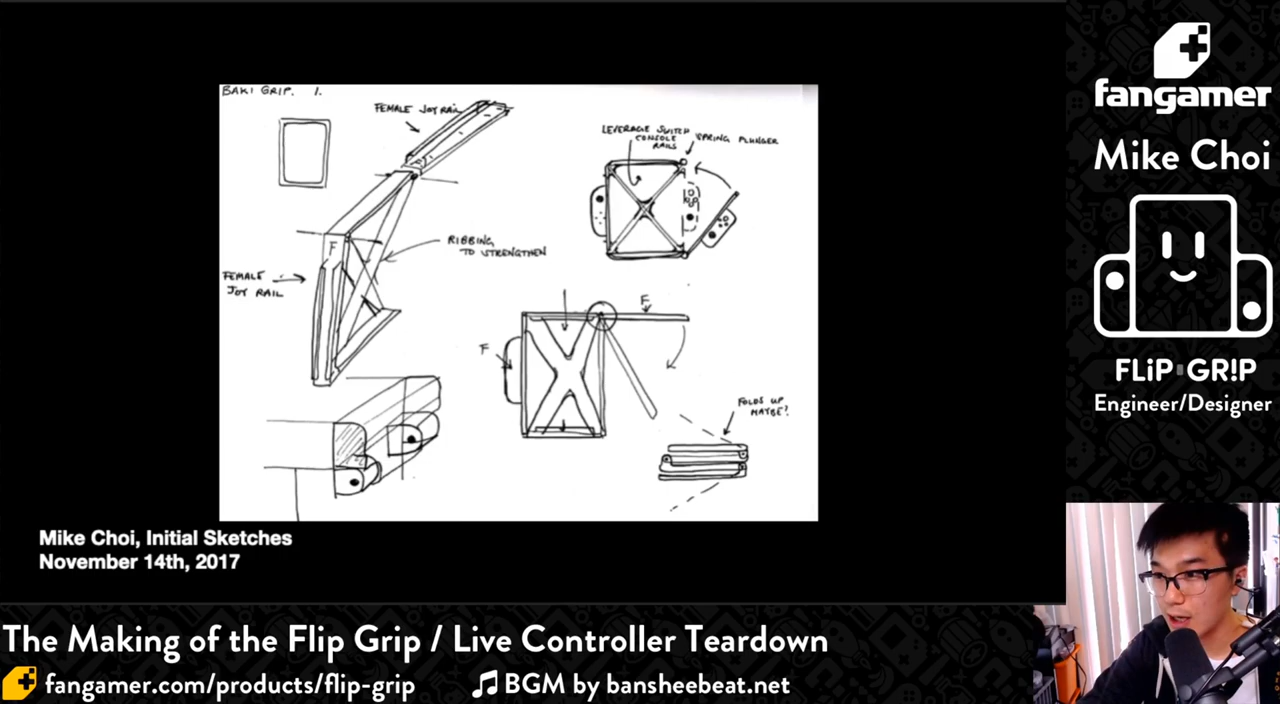 BAKI GRIP. 1.
FEMALE JOY RAIL
LEVERAGE SWITCH
CONSOLE
RAILS
SPRING PLUNGER
F
RIBBING
TO STRENGTHEN
FEMALE
JOY RAIL
F
F
FOLDS UP
MAYBE?
Mike Choi, Initial Sketches
November 14th, 2017
fangamer
Mike Choi
FLiP-GR!P
Engineer/Designer
The Making of the Flip Grip / Live Controller Teardown
fangamer.com/products/flip-grip
BGM by bansheebeat.net